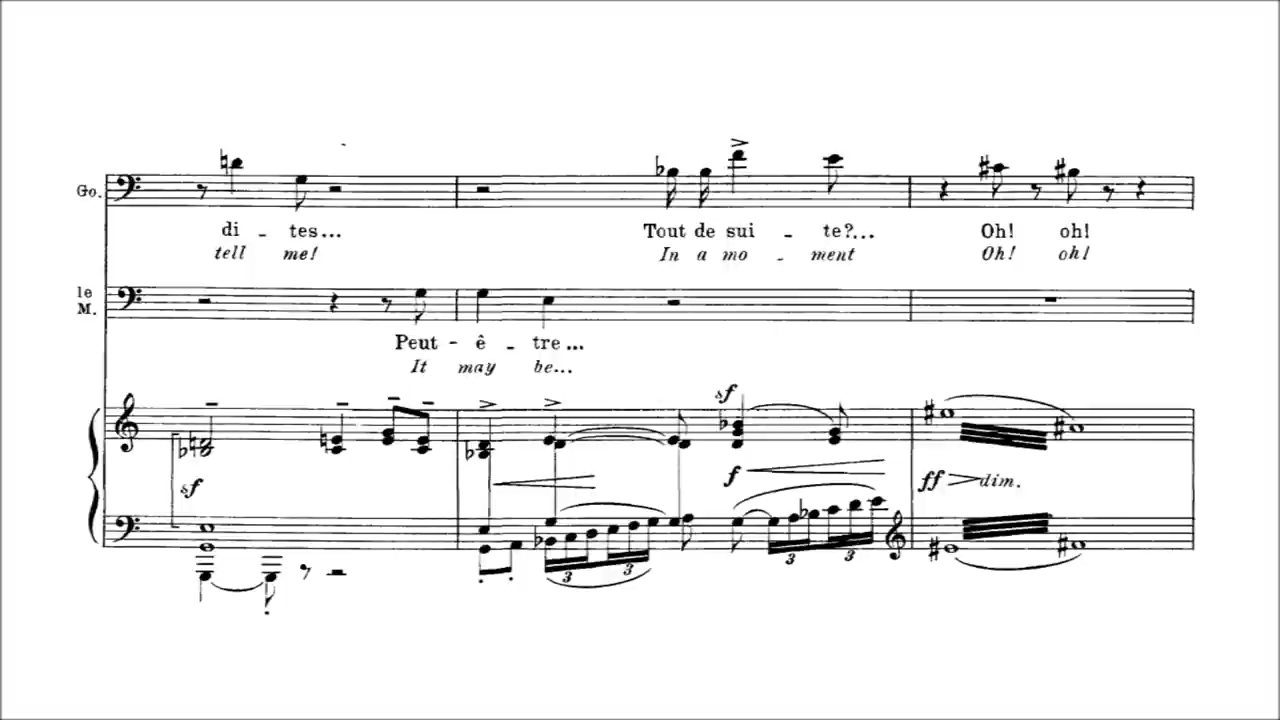 Go.
di - tes...
Tout de sui - te?...
Oh! oh!
tell me!
In a mo - ment
Oh! oh!
le
M.
Peut - ê - tre...
It may be...
sf
sf
f
ff dim.
3 3 3 3